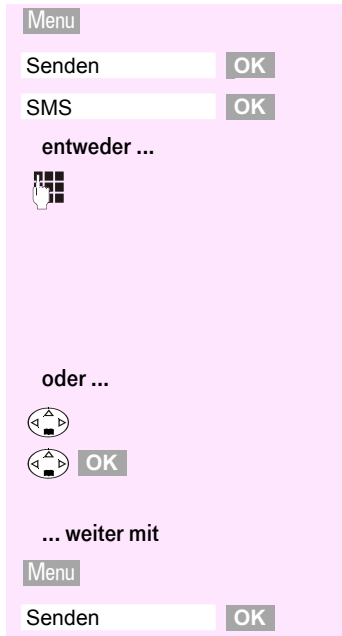 Menu
Senden OK
SMS OK
entweder ...
oder ...
OK
... weiter mit
Menu
Senden OK